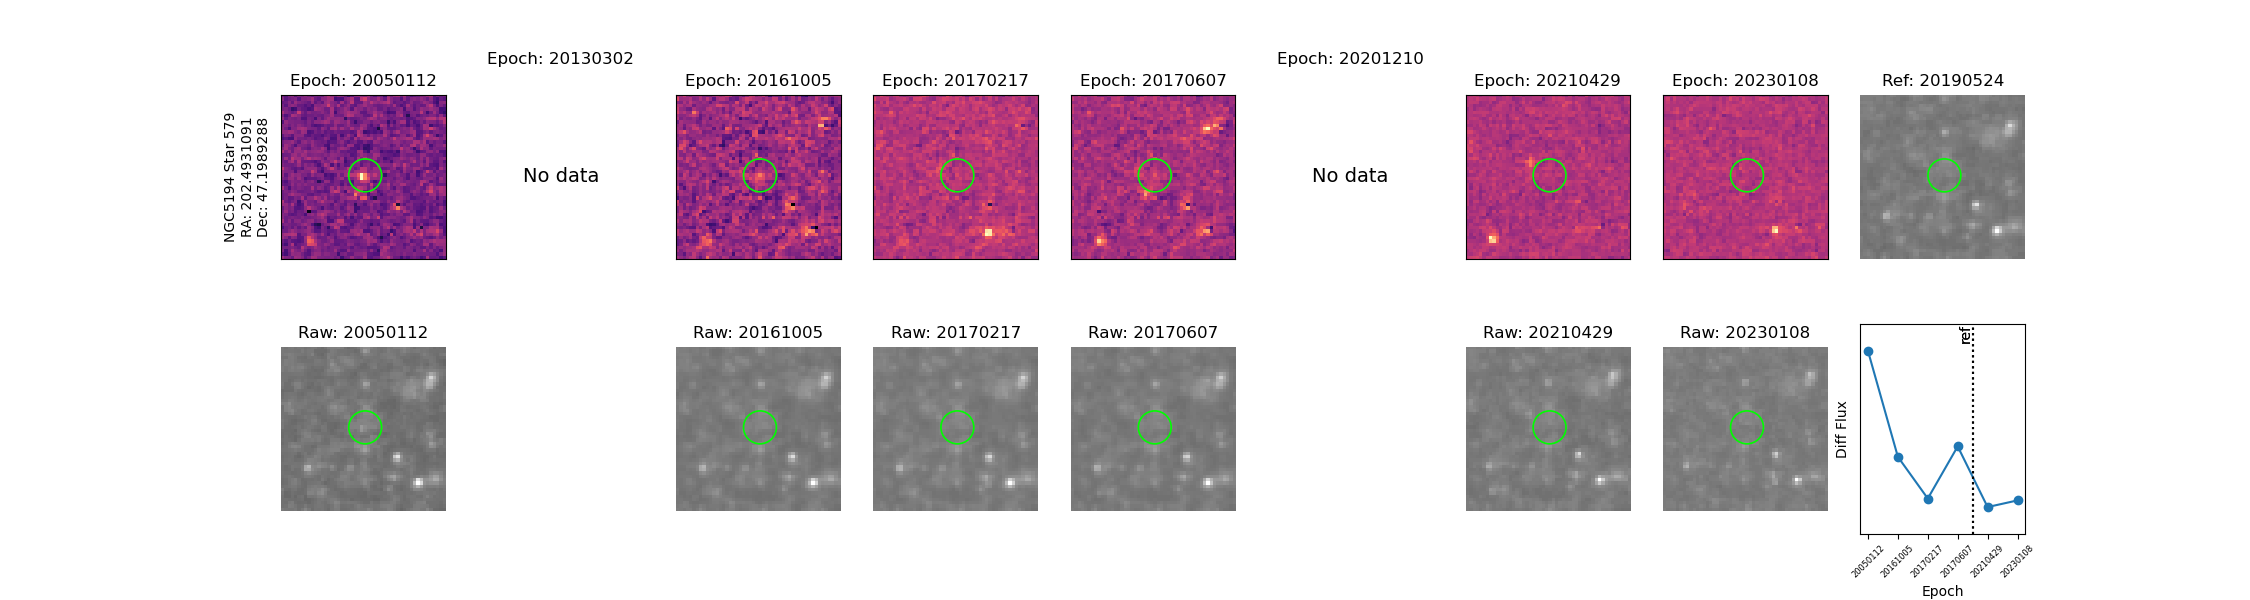 Epoch: 20130302
Epoch: 20201210
Epoch: 20050112
Epoch: 20161005
Epoch: 20170217
Epoch: 20170607
Epoch: 20210429
Epoch: 20230108
Ref: 20190524
NGC5194 Star 579
RA: 202.4931091
Dec: 47.1989288
No data
No data
Raw: 20050112
Raw: 20161005
Raw: 20170217
Raw: 20170607
Raw: 20210429
Raw: 20230108
ref
Diff Flux
20050112
20161005
20170217
20170607
20210429
20230108
Epoch